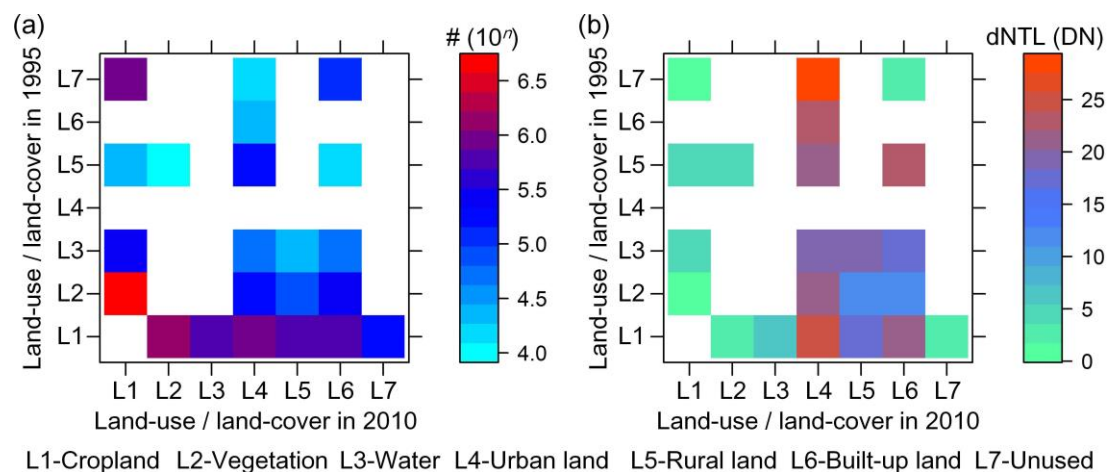 (a)
# (10ⁿ)
Land-use / land-cover in 1995
L7
L6
L5
L4
L3
L2
L1
L1 L2 L3 L4 L5 L6 L7
Land-use / land-cover in 2010
6.5
6.0
5.5
5.0
4.5
4.0
(b)
dNTL (DN)
Land-use / land-cover in 1995
L7
L6
L5
L4
L3
L2
L1
L1 L2 L3 L4 L5 L6 L7
Land-use / land-cover in 2010
25
20
15
10
5
0
L1-Cropland L2-Vegetation L3-Water L4-Urban land L5-Rural land L6-Built-up land L7-Unused